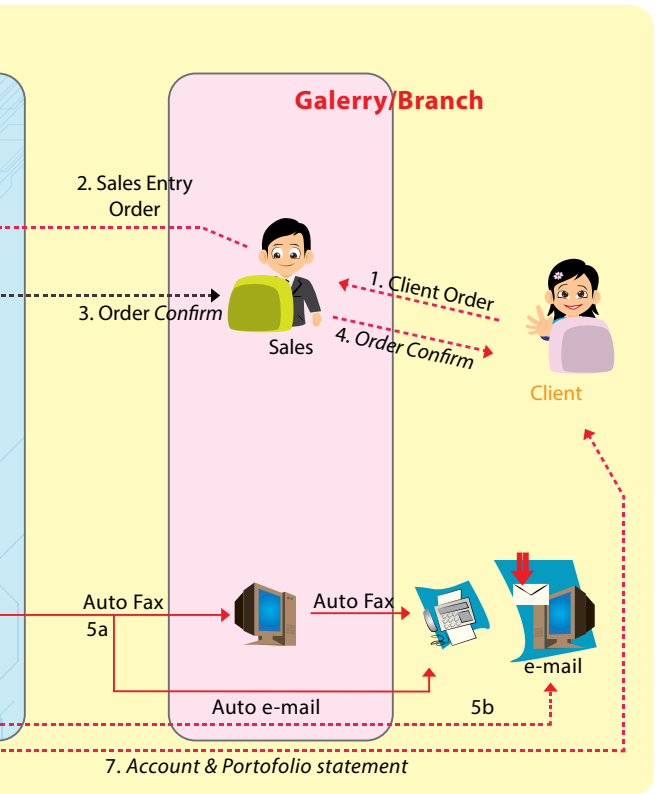 Galerry/Branch
2. Sales Entry
Order
1. Client Order
3. Order Confirm
4. Order Confirm
Sales
Client
Auto Fax
Auto Fax
5a
e-mail
Auto e-mail
5b
7. Account & Portofolio statement